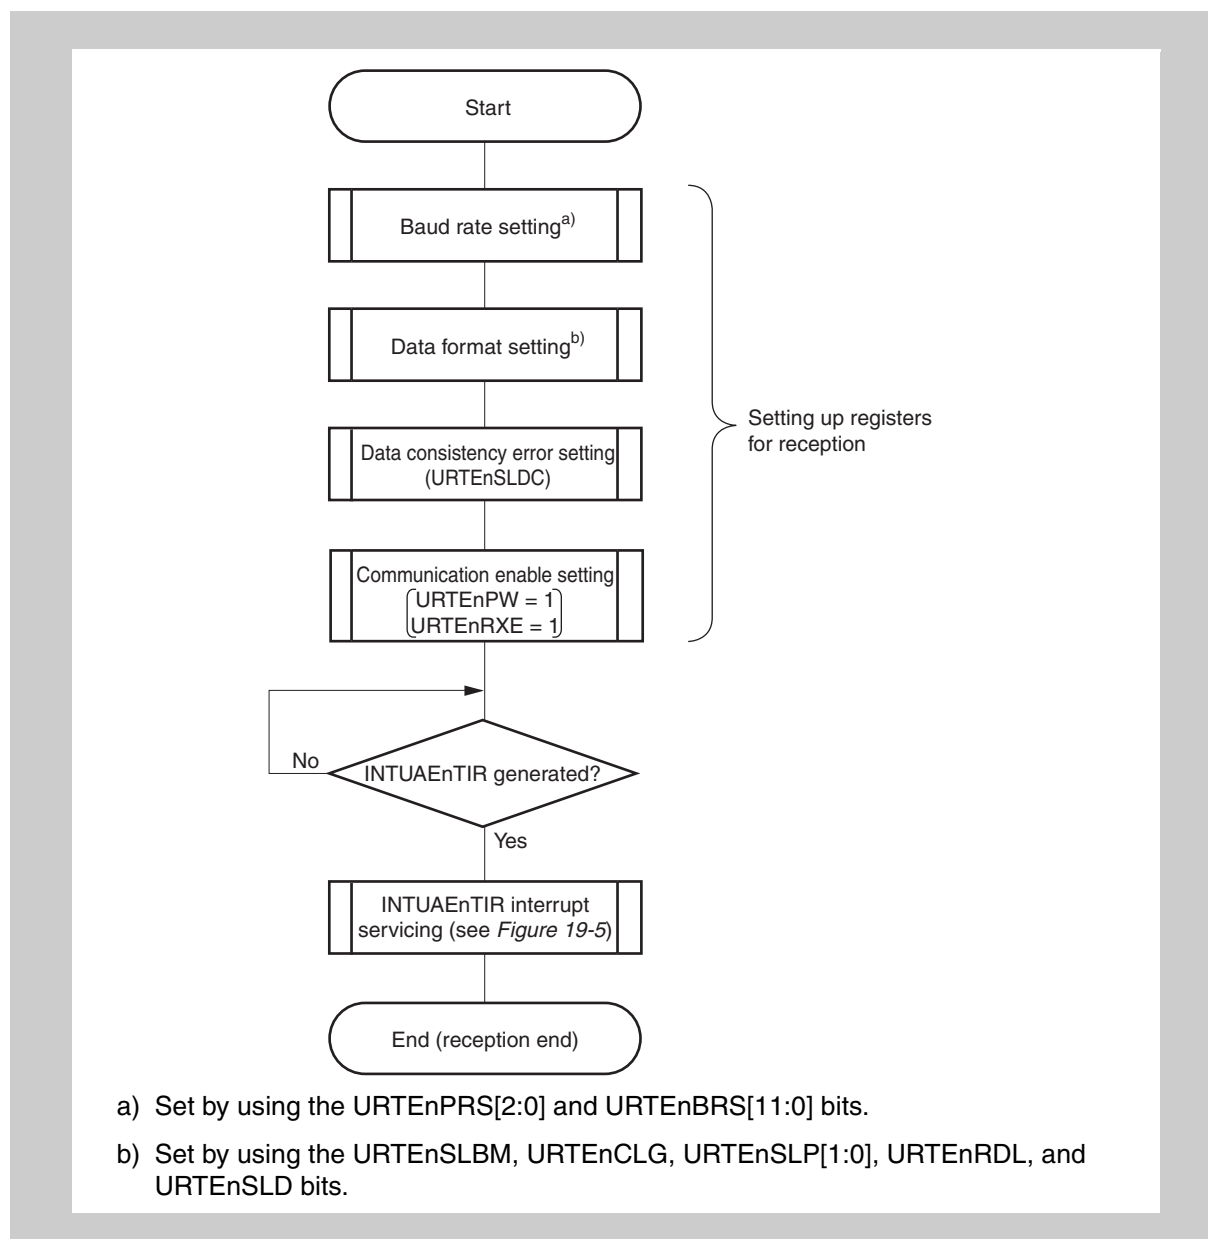 Start
Baud rate setting a)
Data format setting b)
Data consistency error setting
(URTEnSLDC)
Setting up registers
for reception
Communication enable setting
URTEnPW = 1
URTEnRXE = 1
No
INTUAEnTIR generated?
Yes
INTUAEnTIR interrupt
servicing (see Figure 19-5)
End (reception end)
a) Set by using the URTEnPRS[2:0] and URTEnBRS[11:0] bits.
b) Set by using the URTEnSLBM, URTEnCLG, URTEnSLP[1:0], URTEnRDL, and
URTEnSLD bits.